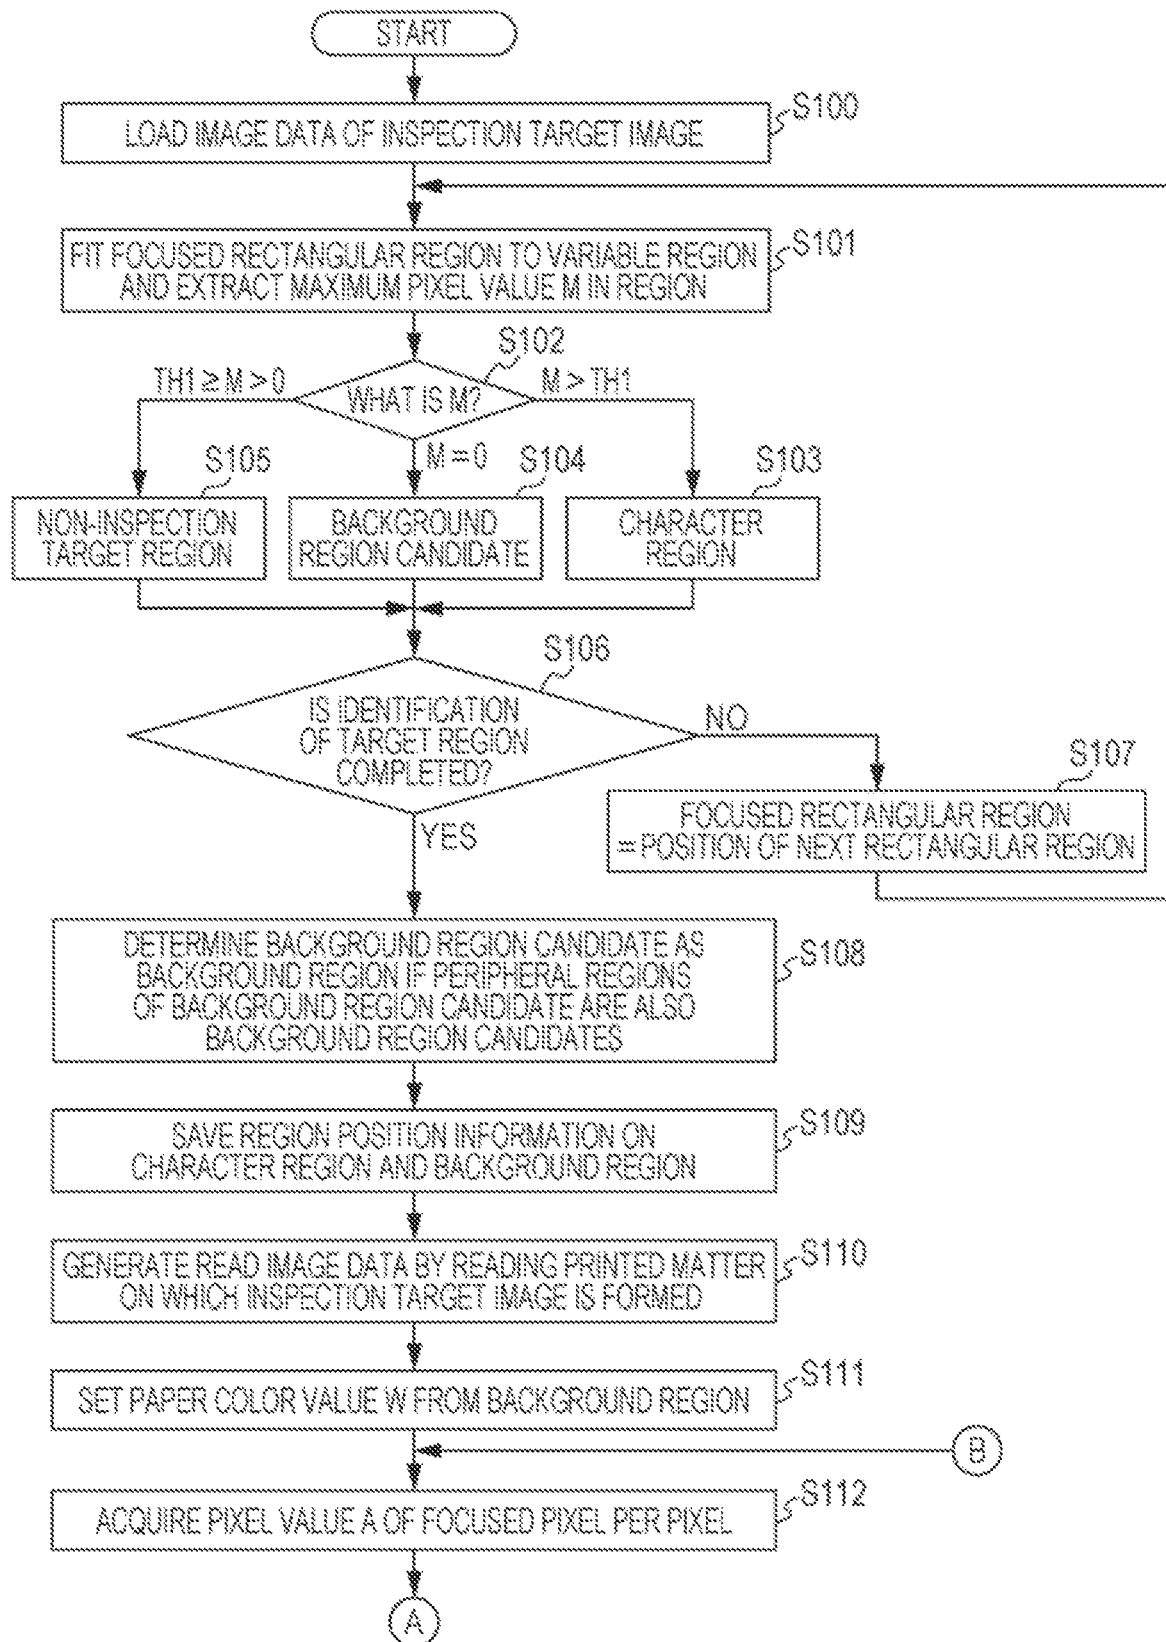 START
S100
LOAD IMAGE DATA OF INSPECTION TARGET IMAGE
S101
FIT FOCUSED RECTANGULAR REGION TO VARIABLE REGION
AND EXTRACT MAXIMUM PIXEL VALUE M IN REGION
S102
TH1 ≥ M > 0
WHAT IS M?
M > TH1
M = 0
S105
S104
S103
NON-INSPECTION
TARGET REGION
BACKGROUND
REGION CANDIDATE
CHARACTER
REGION
S106
IS IDENTIFICATION
OF TARGET REGION
COMPLETED?
NO
YES
S107
FOCUSED RECTANGULAR REGION
= POSITION OF NEXT RECTANGULAR REGION
S108
DETERMINE BACKGROUND REGION CANDIDATE AS
BACKGROUND REGION IF PERIPHERAL REGIONS
OF BACKGROUND REGION CANDIDATE ARE ALSO
BACKGROUND REGION CANDIDATES
S109
SAVE REGION POSITION INFORMATION ON
CHARACTER REGION AND BACKGROUND REGION
S110
GENERATE READ IMAGE DATA BY READING PRINTED MATTER
ON WHICH INSPECTION TARGET IMAGE IS FORMED
S111
SET PAPER COLOR VALUE W FROM BACKGROUND REGION
B
S112
ACQUIRE PIXEL VALUE A OF FOCUSED PIXEL PER PIXEL
A